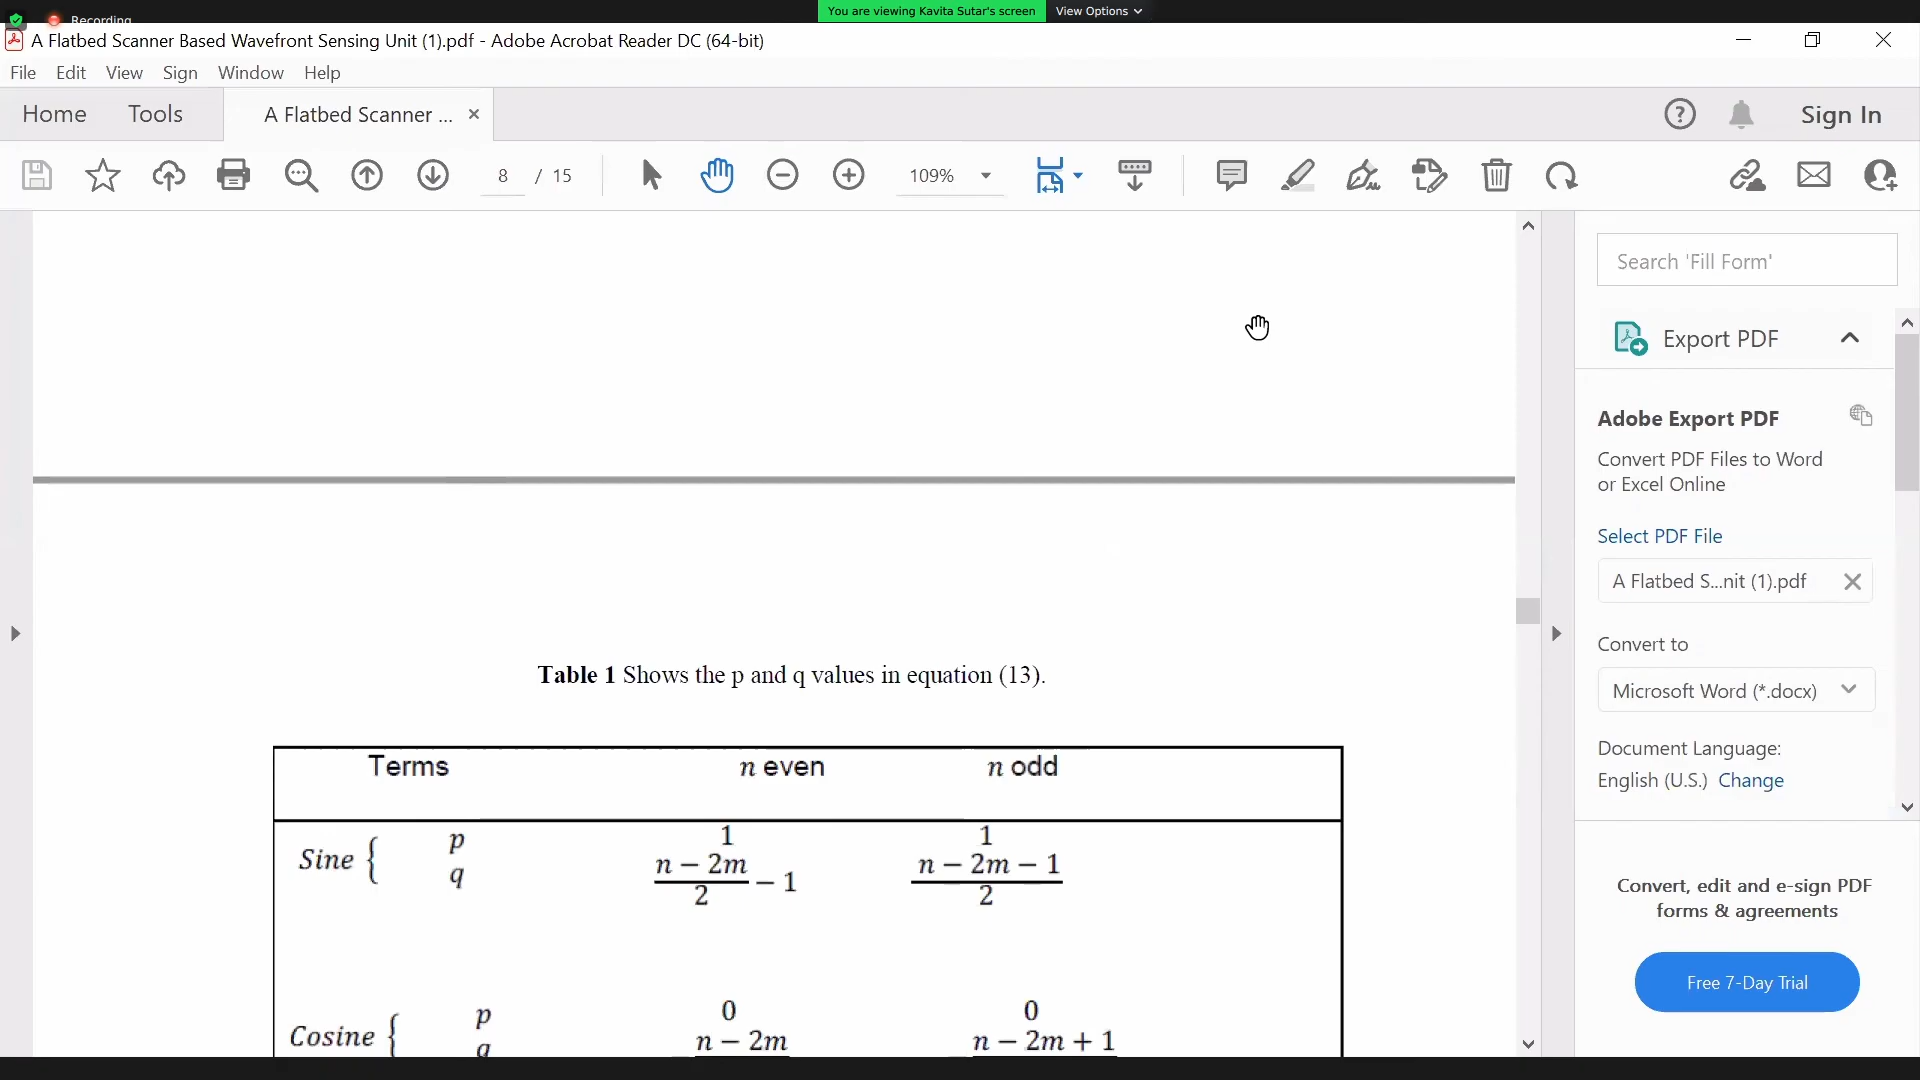 Recording
You are viewing Kavita Sutar's screen View Options
A Flatbed Scanner Based Wavefront Sensing Unit (1).pdf - Adobe Acrobat Reader DC (64-bit)
File Edit View Sign Window Help
Home Tools A Flatbed Scanner ... × Sign In
8 / 15 109%
Search 'Fill Form'
Export PDF
Adobe Export PDF
Convert PDF Files to Word
or Excel Online
Select PDF File
A Flatbed S...nit (1).pdf
Convert to
Microsoft Word (*.docx)
Document Language:
English (U.S.) Change
Convert, edit and e-sign PDF
forms & agreements
Free 7-Day Trial
Table 1 Shows the p and q values in equation (13).
Terms n even n odd
Sine { p 1 1
q (n − 2m)/2 − 1 (n − 2m − 1)/2
Cosine { p 0 0
q n − 2m n − 2m + 1